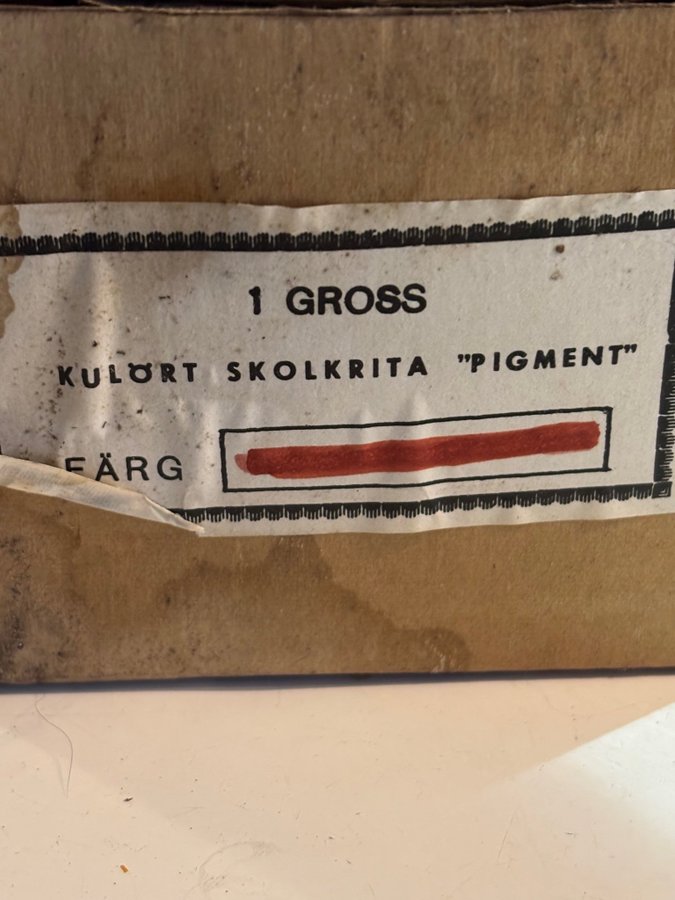 1 GROSS
KULÖRT SKOLKRITA "PIGMENT"
FÄRG